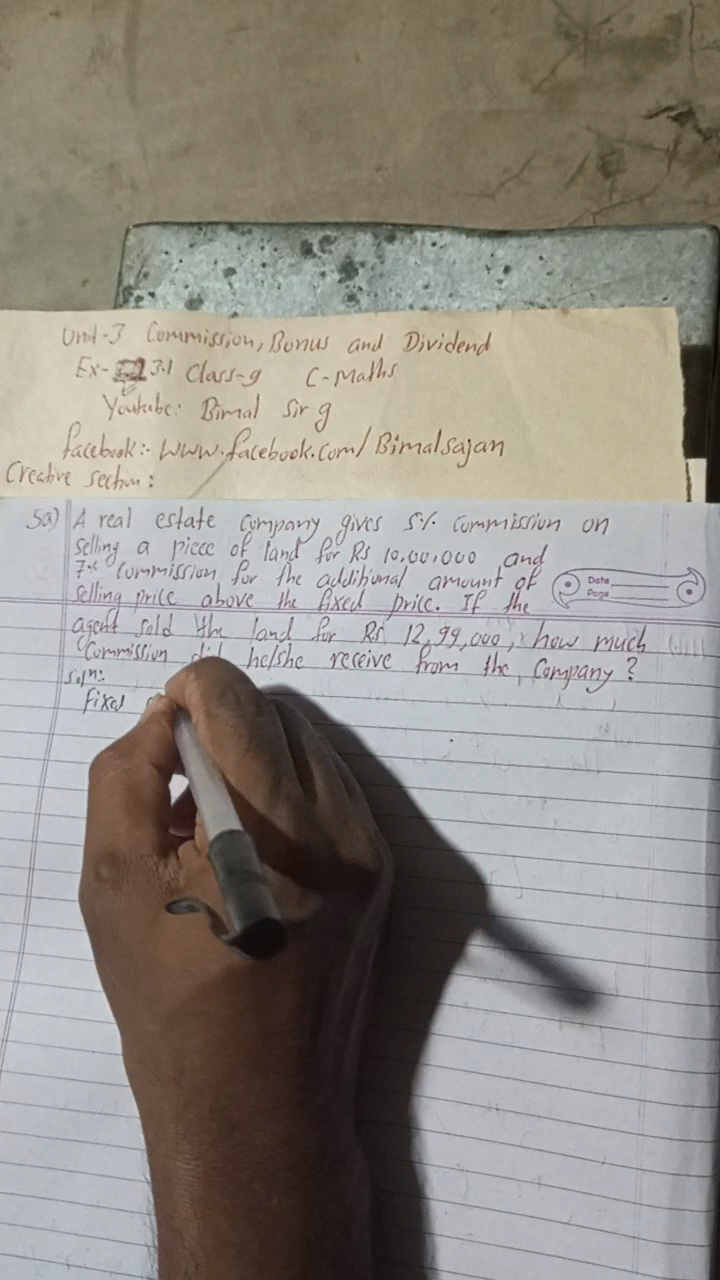 Unit-3 Commission, Bonus and Dividend
Ex- 3.1 Class-9 C-Maths
Youtube: Bimal Sir g
facebook:- www.facebook.com/Bimalsajan
Creative section:
5a) A real estate company gives 5% commission on
selling a piece of land for Rs 10,00,000 and
7% commission for the additional amount of
selling price above the fixed price. If the
agent sold the land for Rs 12,99,000, how much
commission did he/she receive from the company?
Date
Page
Solⁿ:
Fixed